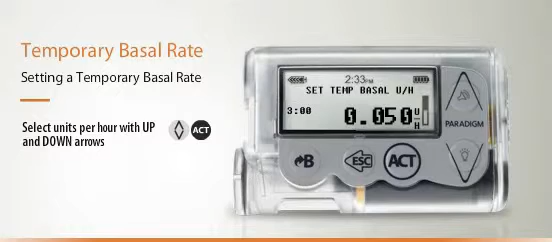 Temporary Basal Rate
Setting a Temporary Basal Rate
Select units per hour with UP
and DOWN arrows
ACT
2:33PM
SET TEMP BASAL U/H
3:00
0.050 U/H
PARADIGM
B
ESC
ACT